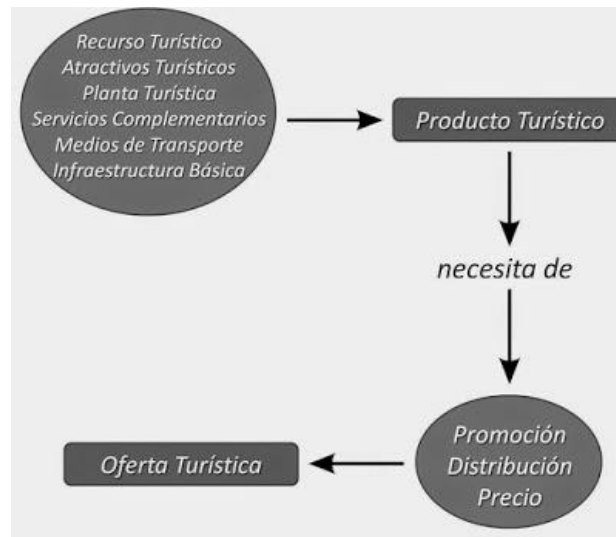 Recurso Turístico
Atractivos Turísticos
Planta Turística
Servicios Complementarios
Medios de Transporte
Infraestructura Básica
Producto Turístico
necesita de
Promoción
Distribución
Precio
Oferta Turística